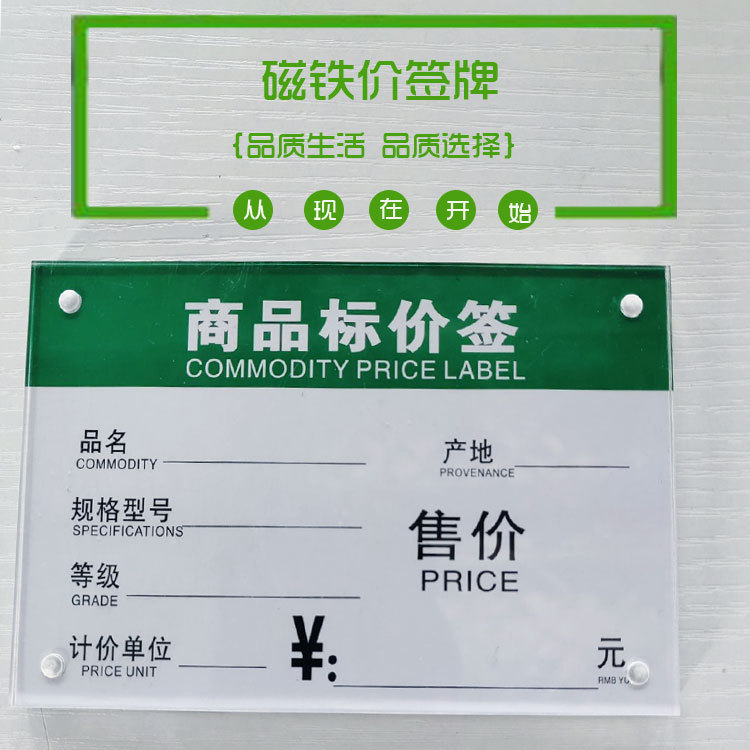 磁铁价签牌
{品质生活 品质选择}
从现在开始
商品标价签
COMMODITY PRICE LABEL
品名 产地
COMMODITY PROVENANCE
规格型号
SPECIFICATIONS
售价
PRICE
等级
GRADE
计价单位 ¥: 元
PRICE UNIT RMB